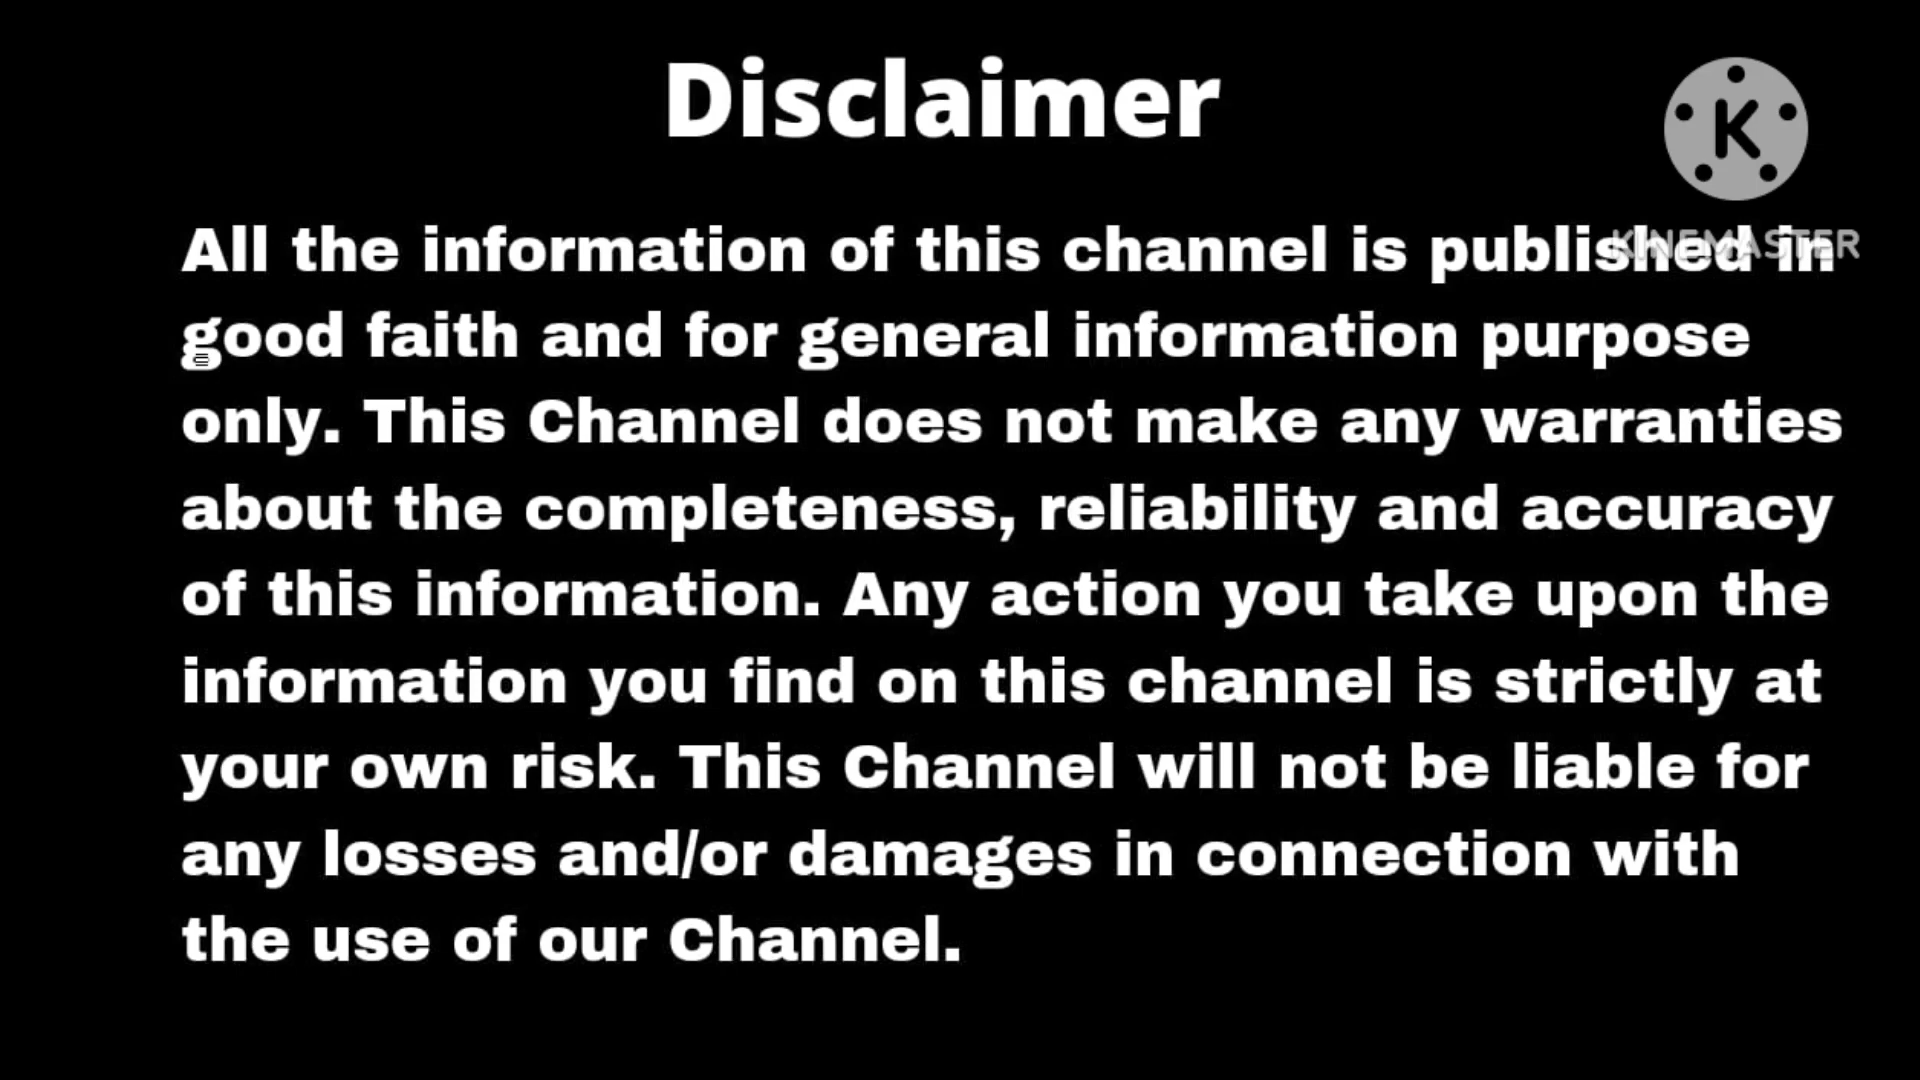 Disclaimer
K
KINEMASTER
All the information of this channel is published in
good faith and for general information purpose
only. This Channel does not make any warranties
about the completeness, reliability and accuracy
of this information. Any action you take upon the
information you find on this channel is strictly at
your own risk. This Channel will not be liable for
any losses and/or damages in connection with
the use of our Channel.